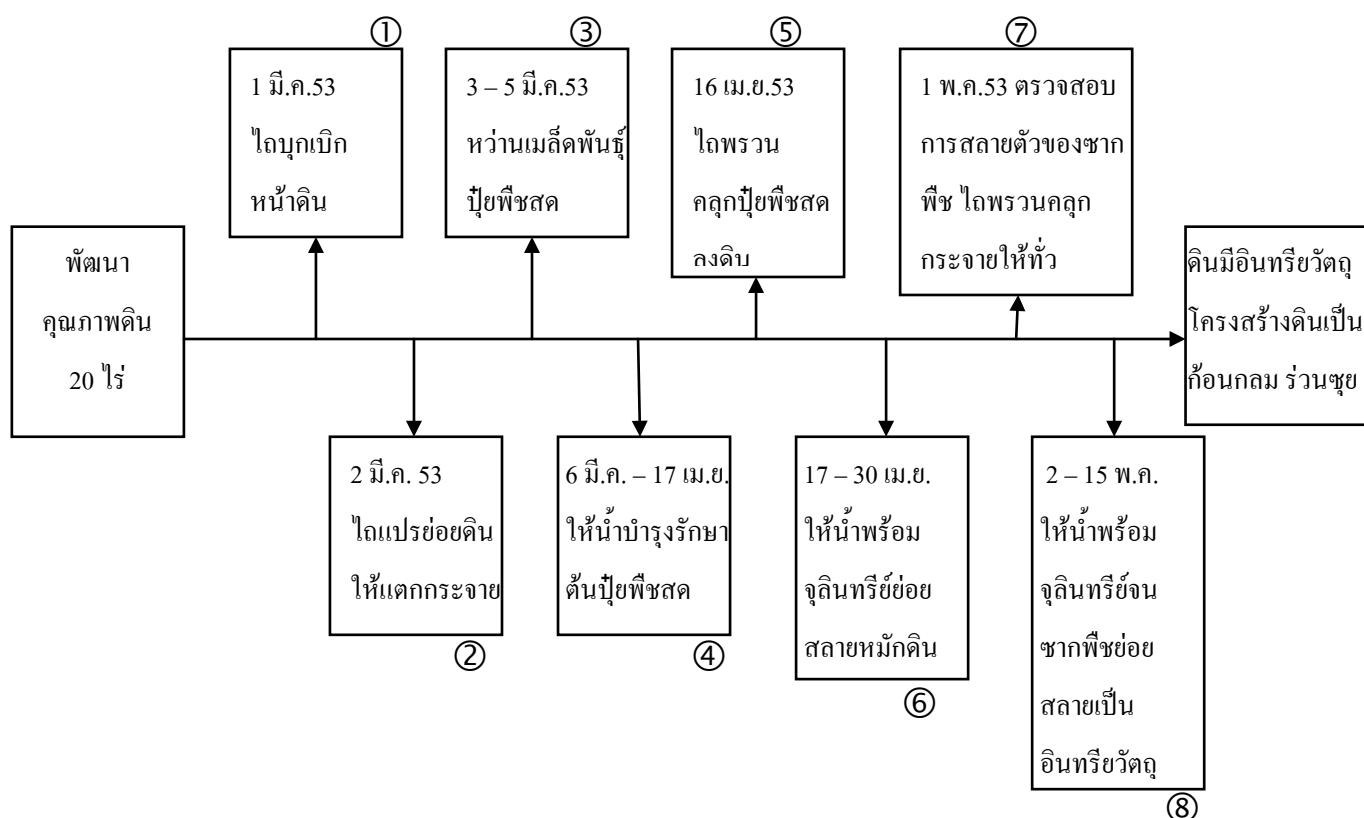 ①
1 มี.ค.53
ไถบุกเบิก
หน้าดิน
③
3 – 5 มี.ค.53
หว่านเมล็ดพันธุ์
ปุ๋ยพืชสด
⑤
16 เม.ย.53
ไถพรวน
คลุกปุ๋ยพืชสด
ลงดิน
⑦
1 พ.ค.53 ตรวจสอบ
การสลายตัวของซาก
พืช ไถพรวนคลุก
กระจายให้ทั่ว
พัฒนา
คุณภาพดิน
20 ไร่
ดินมีอินทรียวัตถุ
โครงสร้างดินเป็น
ก้อนกลม ร่วนซุย
2 มี.ค. 53
ไถแปรย่อยดิน
ให้แตกกระจาย
②
6 มี.ค. – 17 เม.ย.
ให้น้ำบำรุงรักษา
ต้นปุ๋ยพืชสด
④
17 – 30 เม.ย.
ให้น้ำพร้อม
จุลินทรีย์ย่อย
สลายหมักดิน
⑥
2 – 15 พ.ค.
ให้น้ำพร้อม
จุลินทรีย์จน
ซากพืชย่อย
สลายเป็น
อินทรียวัตถุ
⑧